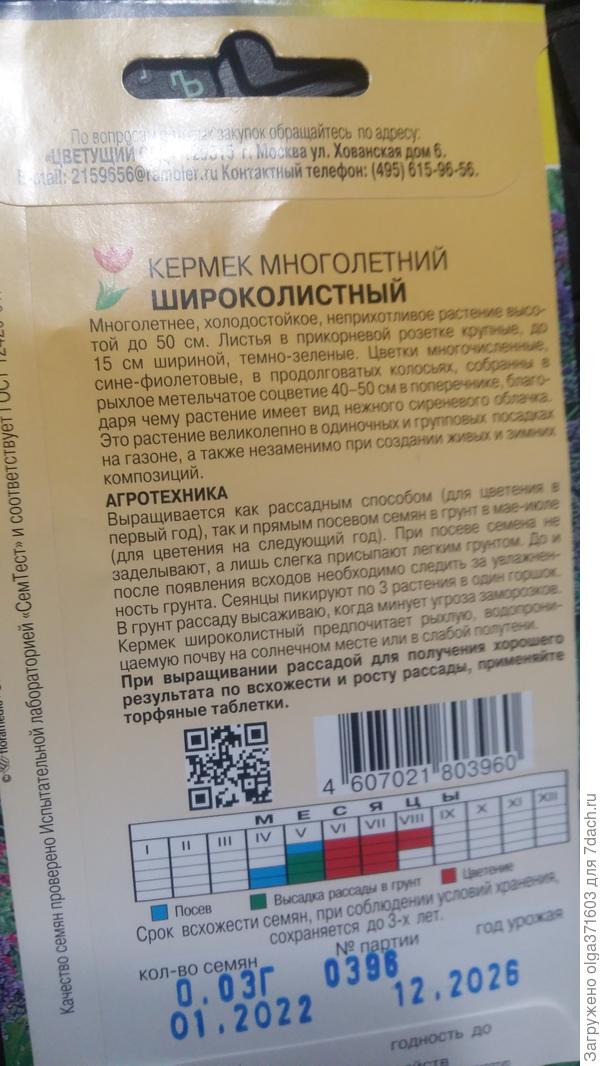 По вопросам оптовых закупок обращайтесь по адресу:
«ЦВЕТУЩИЙ САД» 129515 г. Москва ул. Хованская дом 6.
E-mail: 2159656@rambler.ru Контактный телефон: (495) 615-96-56.
КЕРМЕК МНОГОЛЕТНИЙ
ШИРОКОЛИСТНЫЙ
Многолетнее, холодостойкое, неприхотливое растение высо-
той до 50 см. Листья в прикорневой розетке крупные, до
15 см шириной, темно-зеленые. Цветки многочисленные,
сине-фиолетовые, в продолговатых колосьях, собранны в
рыхлое метельчатое соцветие 40–50 см в поперечнике, благо-
даря чему растение имеет вид нежного сиреневого облачка.
Это растение великолепно в одиночных и групповых посадках
на газоне, а также незаменимо при создании живых и зимних
композиций.
АГРОТЕХНИКА
Выращивается как рассадным способом (для цветения в
первый год), так и прямым посевом семян в грунт в мае-июле
(для цветения на следующий год). При посеве семена не
заделывают, а лишь слегка присыпают легким грунтом. До и
после появления всходов необходимо следить за увлажнен-
ность грунта. Сеянцы пикируют по 3 растения в один горшок.
В грунт рассаду высаживаю, когда минует угроза заморозков.
Кермек широколистный предпочитает рыхлую, водопрони-
цаемую почву на солнечном месте или в слабой полутени.
При выращивании рассадой для получения хорошего
результата по всхожести и росту рассады, применяйте
торфяные таблетки.
4 607021 803960
МЕСЯЦЫ
I II III IV V VI VII VIII IX X XI XII
Посев Высадка рассады в грунт Цветение
Срок всхожести семян, при соблюдении условий хранения,
сохраняется до 3-х лет.
кол-во семян № партии год урожая
0.03Г 0396
01.2022 12.2026
годность до
Качество семян проверено Испытательной лабораторией «СемТест» и соответствует ГОСТ
Загружено olga371603 для 7dach.ru